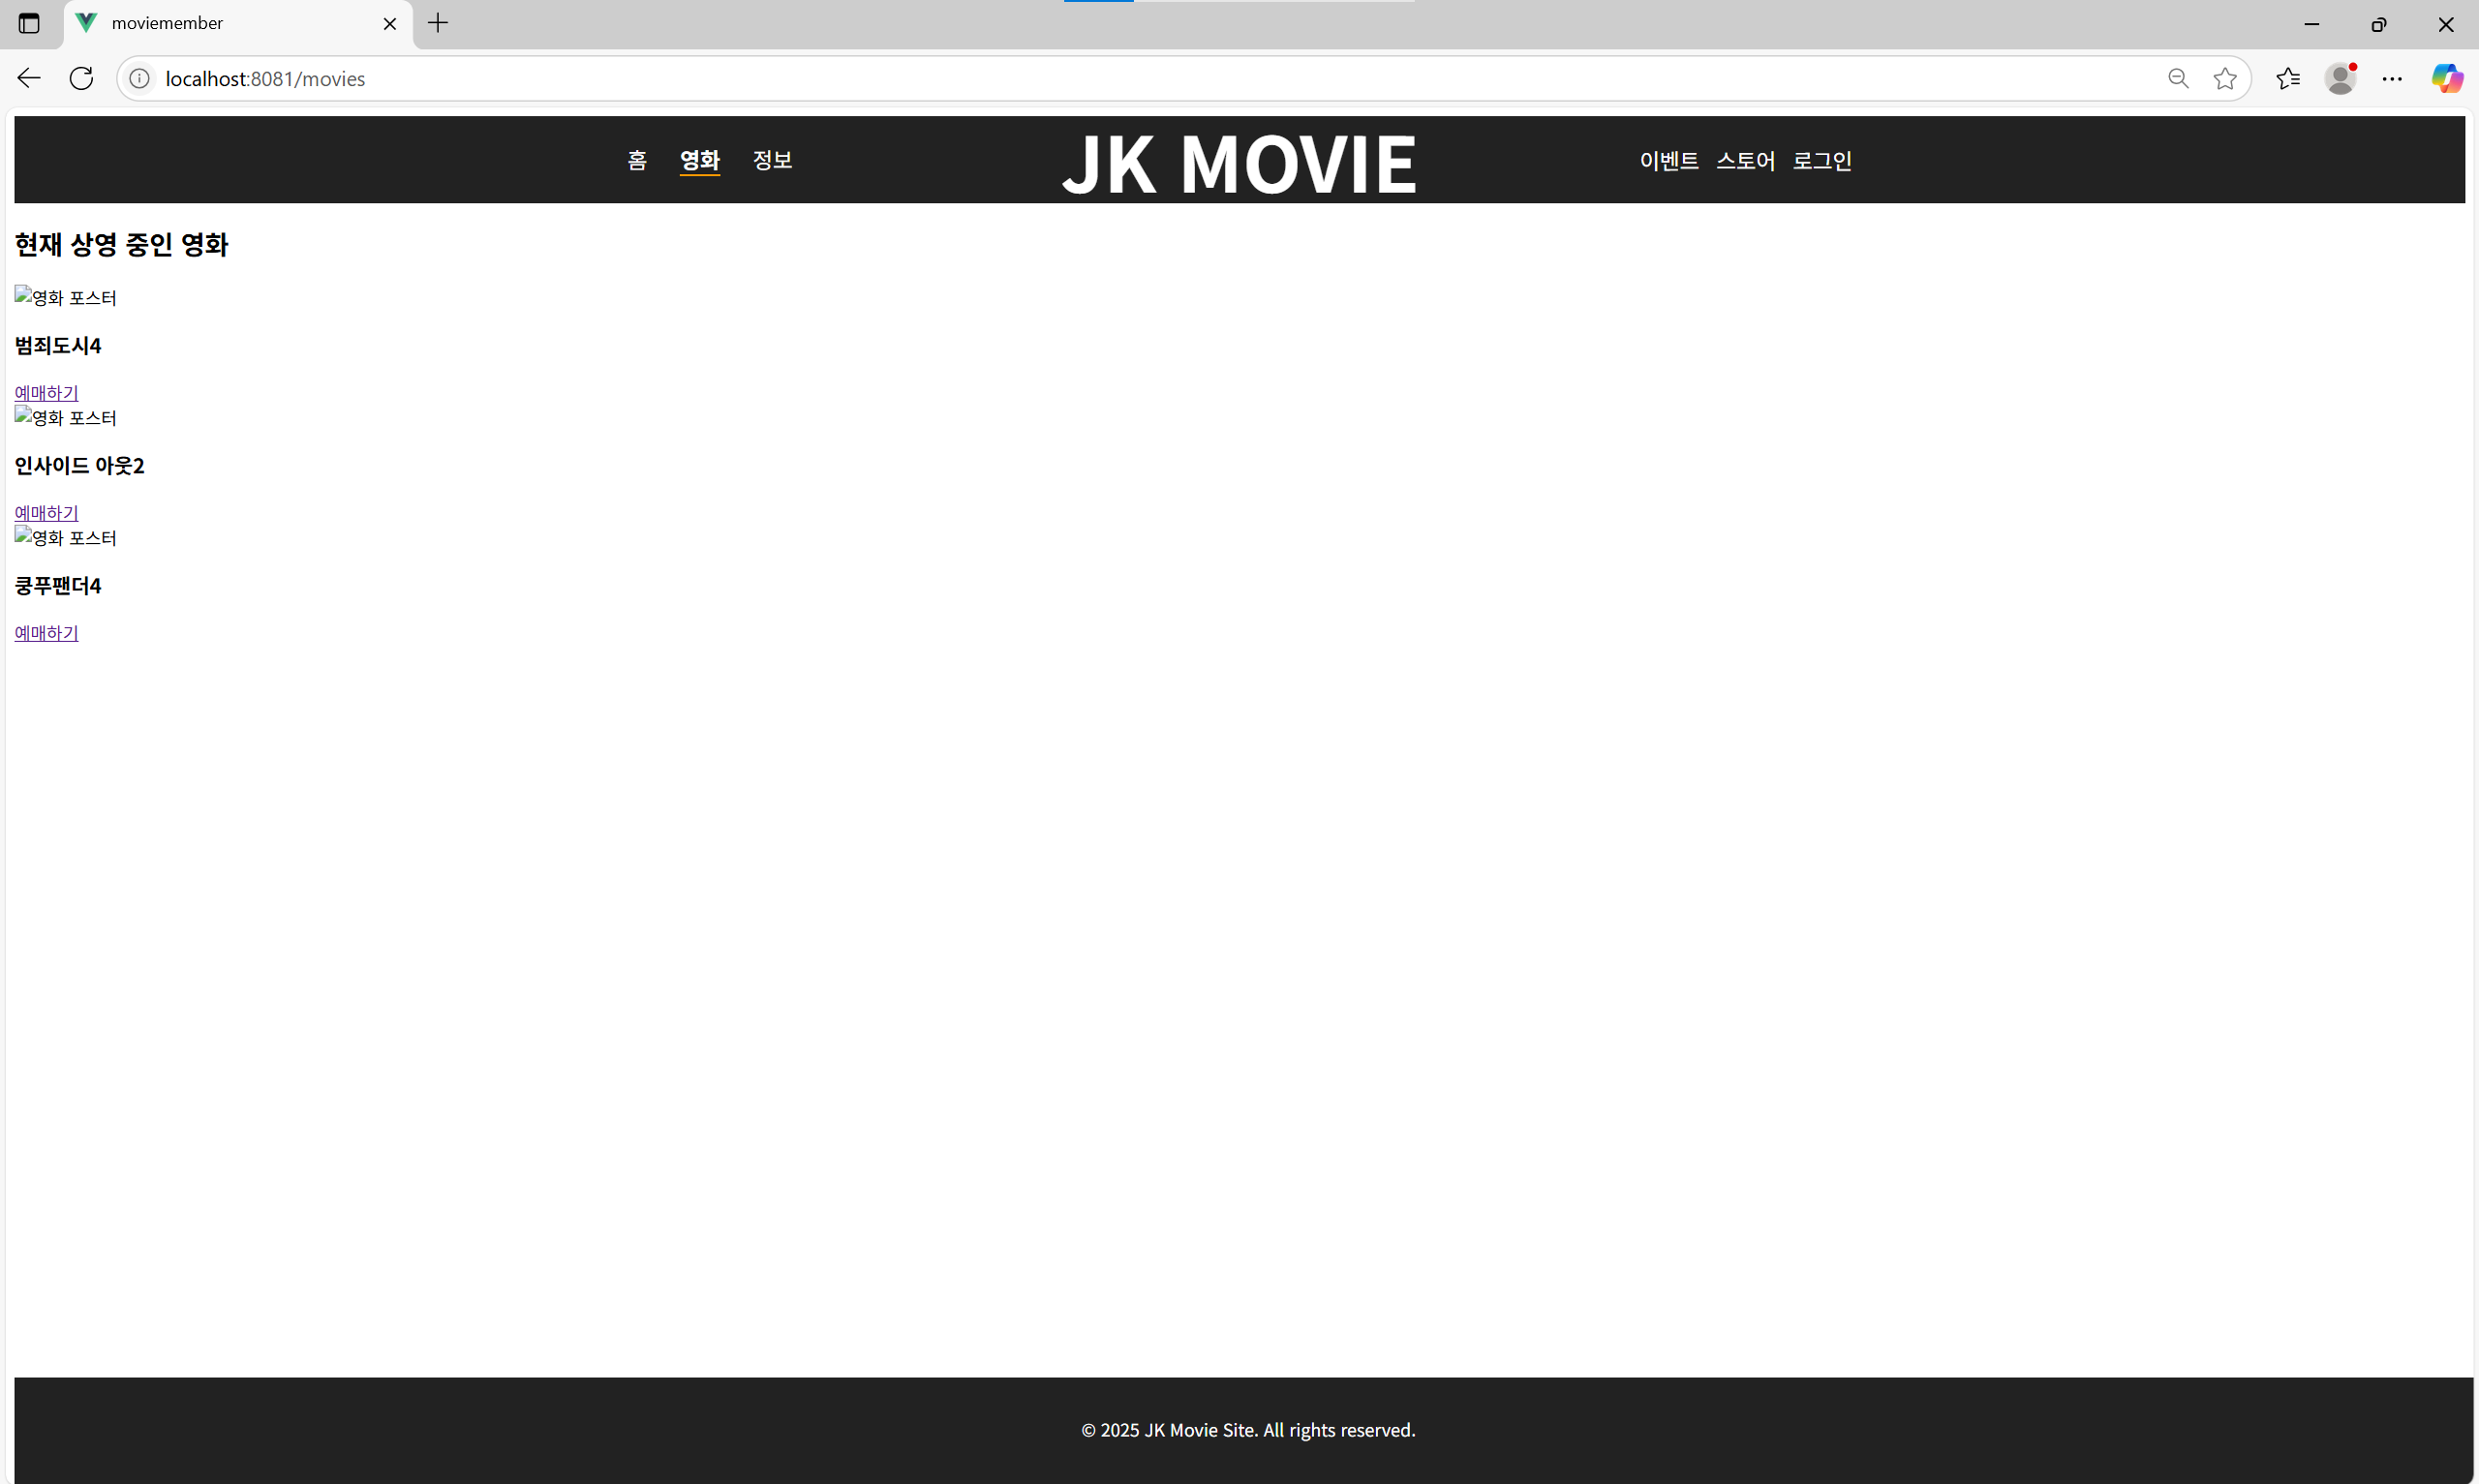 moviemember
localhost:8081/movies
홈 영화 정보 JK MOVIE 이벤트 스토어 로그인
현재 상영 중인 영화
영화 포스터
범죄도시4
예매하기
영화 포스터
인사이드 아웃2
예매하기
영화 포스터
쿵푸팬더4
예매하기
© 2025 JK Movie Site. All rights reserved.